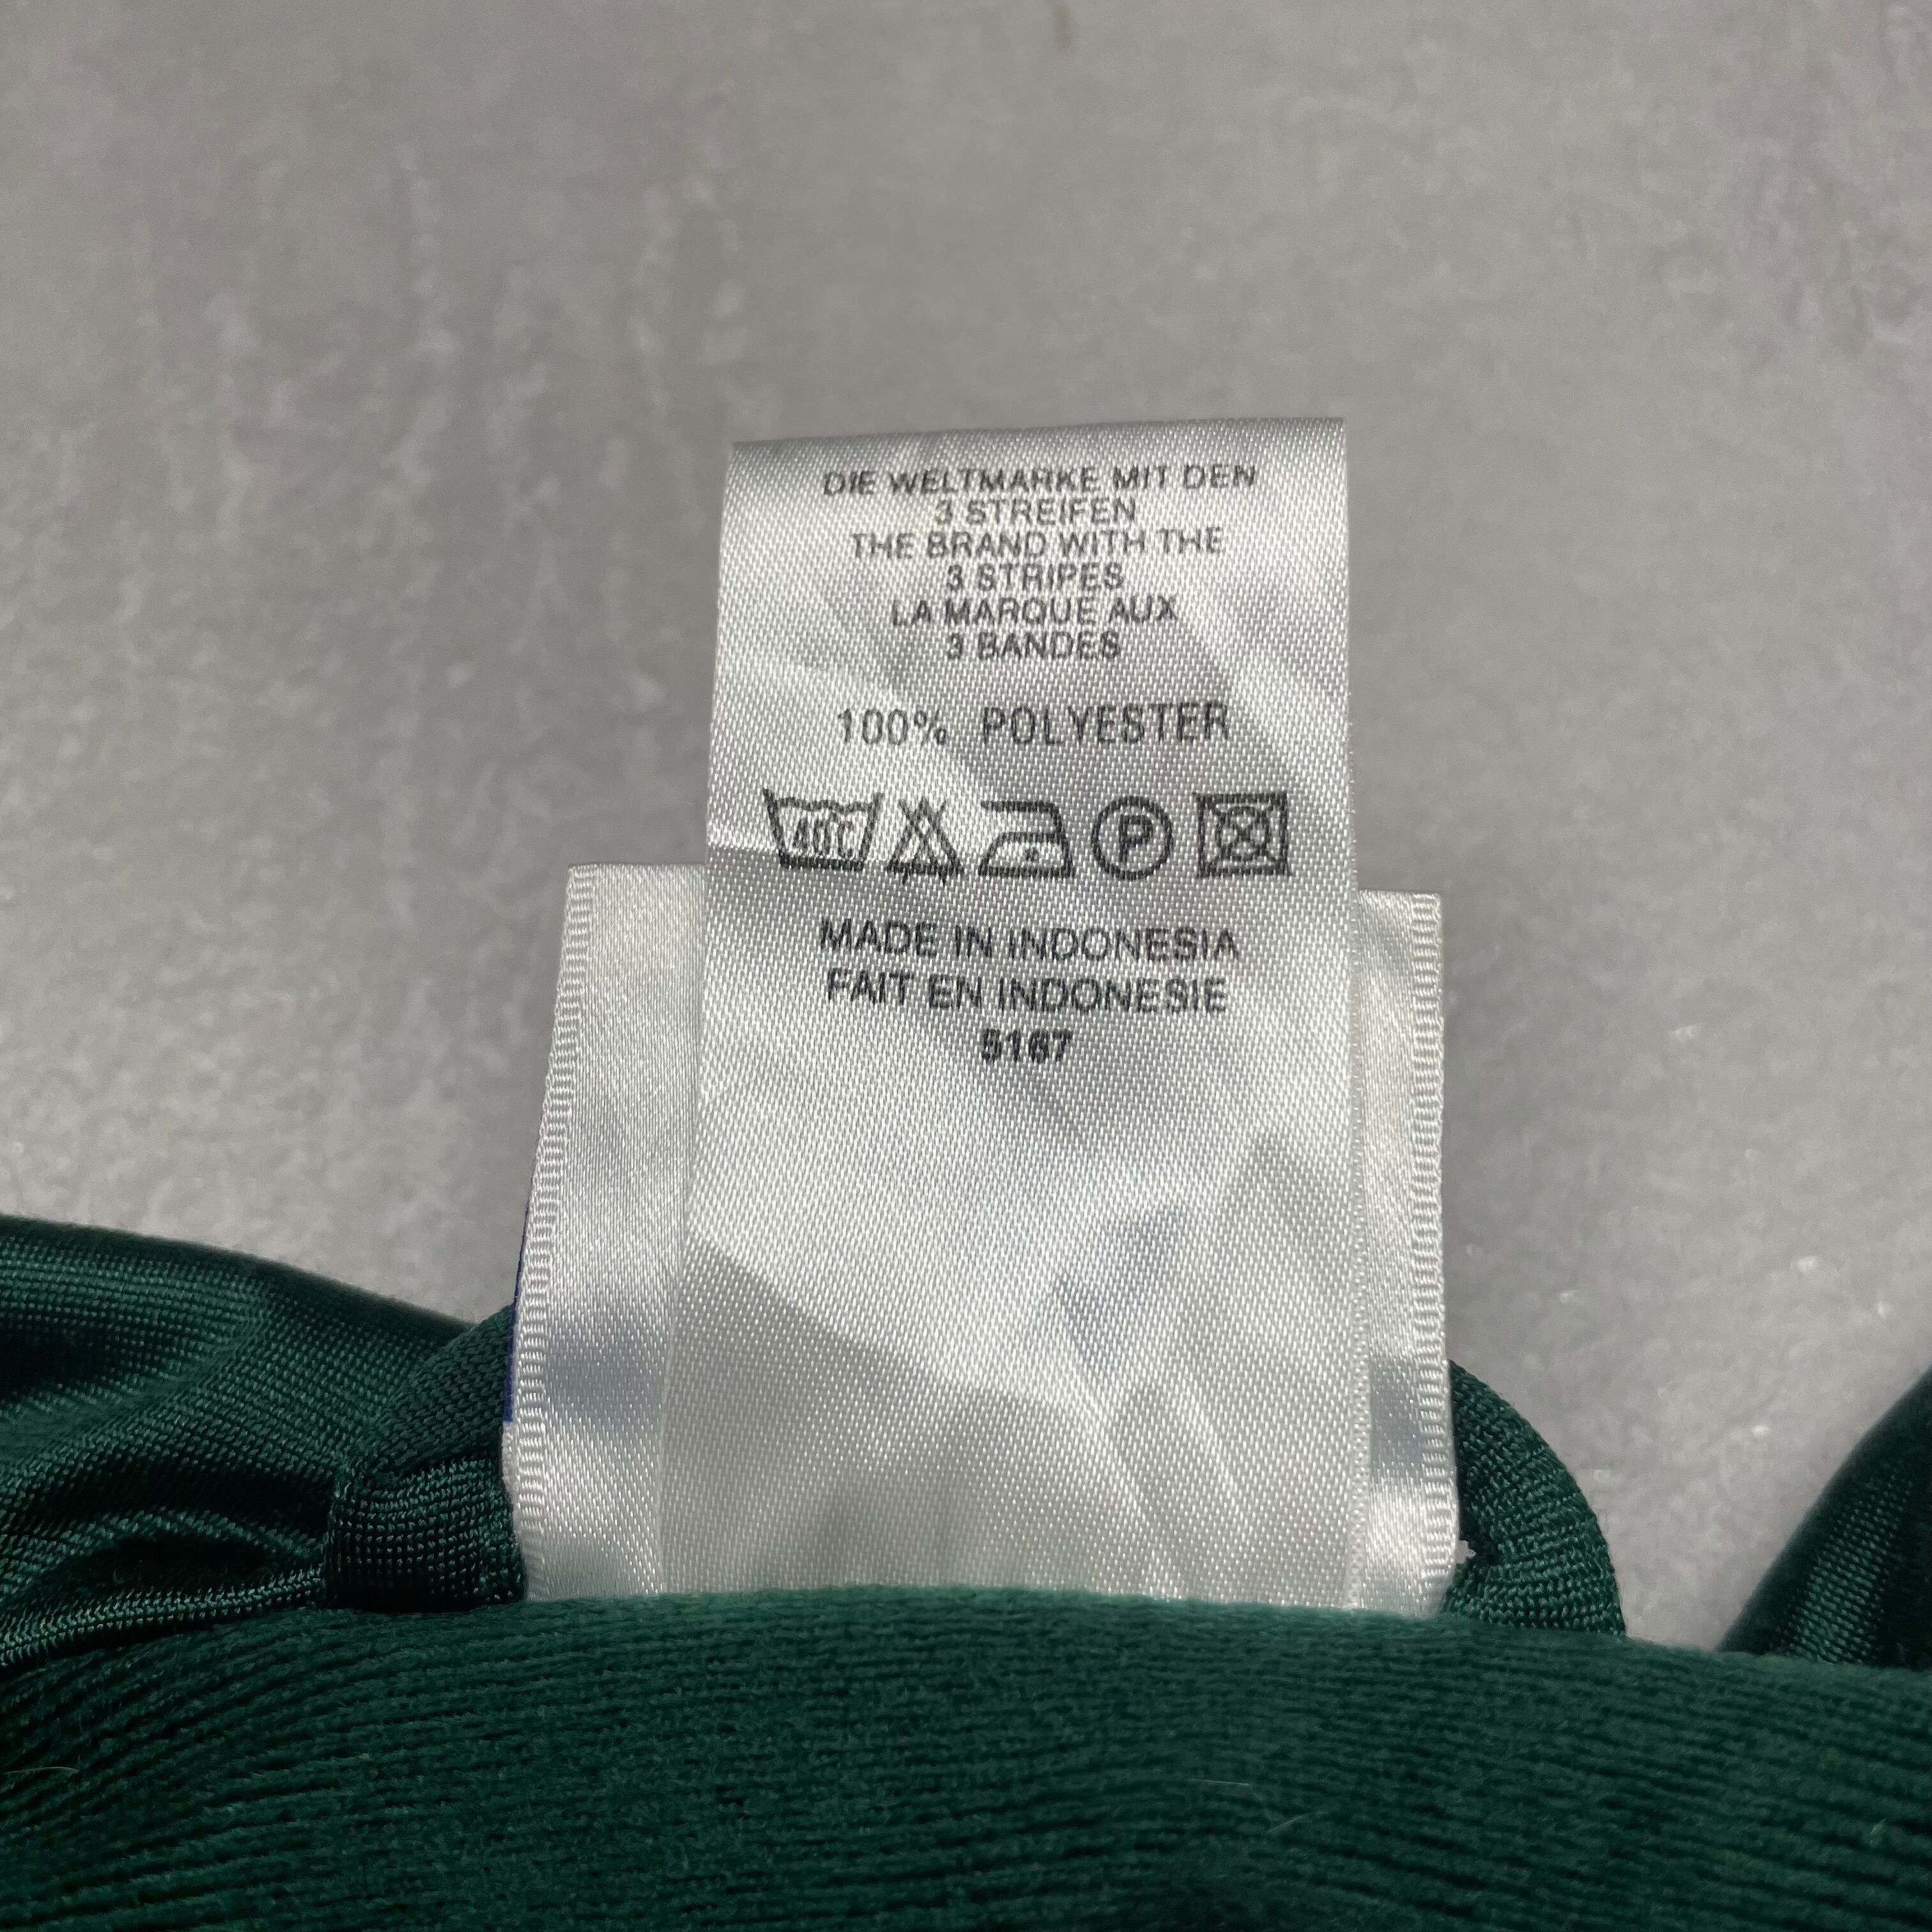 DIE WELTMARKE MIT DEN
3 STREIFEN
THE BRAND WITH THE
3 STRIPES
LA MARQUE AUX
3 BANDES
100% POLYESTER
40°C P
MADE IN INDONESIA
FAIT EN INDONESIE
5167